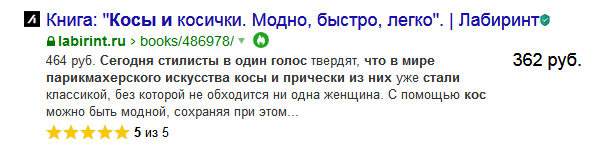 Книга: "Косы и косички. Модно, быстро, легко". | Лабиринт
labirint.ru › books/486978/
464 руб. Сегодня стилисты в один голос твердят, что в мире 362 руб.
парикмахерского искусства косы и прически из них уже стали
классикой, без которой не обходится ни одна женщина. С помощью кос
можно быть модной, сохраняя при этом...
5 из 5